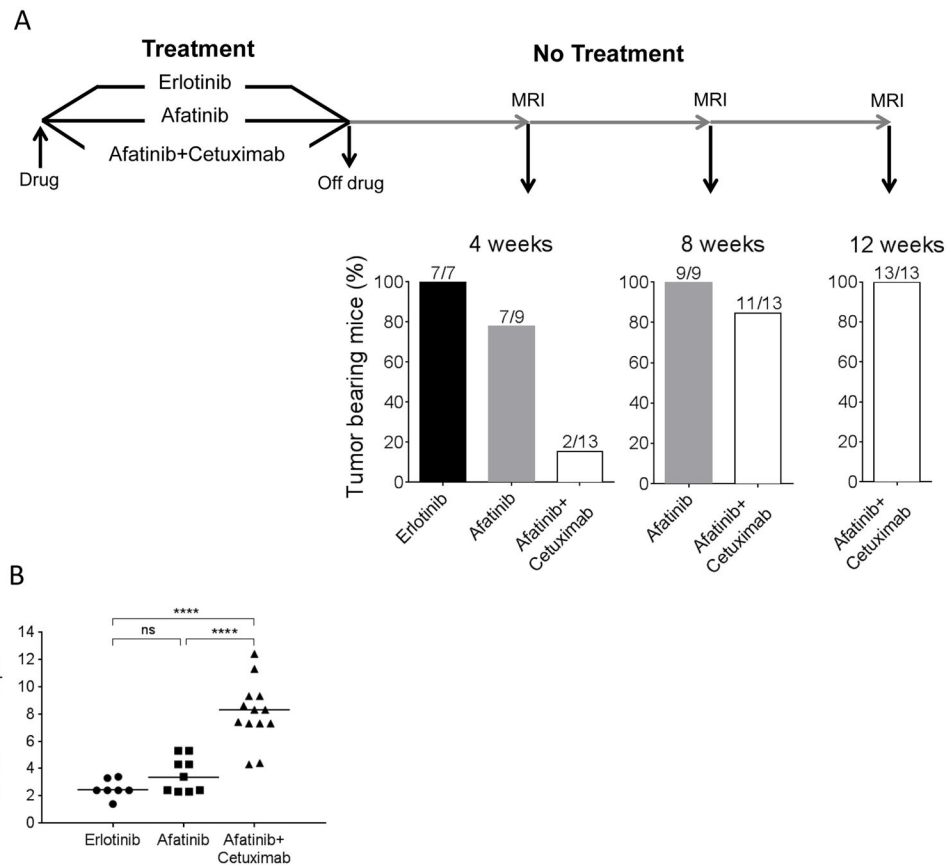 A
Treatment
No Treatment
Erlotinib
Afatinib
Afatinib+Cetuximab
Drug
Off drug
MRI
MRI
MRI
4 weeks
8 weeks
12 weeks
Tumor bearing mice (%)
100
80
60
40
20
0
7/7
7/9
2/13
Erlotinib
Afatinib
Afatinib+
Cetuximab
100
80
60
40
20
0
9/9
11/13
Afatinib
Afatinib+
Cetuximab
100
80
60
40
20
0
13/13
Afatinib+
Cetuximab
B
****
ns
****
14
12
10
8
6
4
2
0
Erlotinib
Afatinib
Afatinib+
Cetuximab